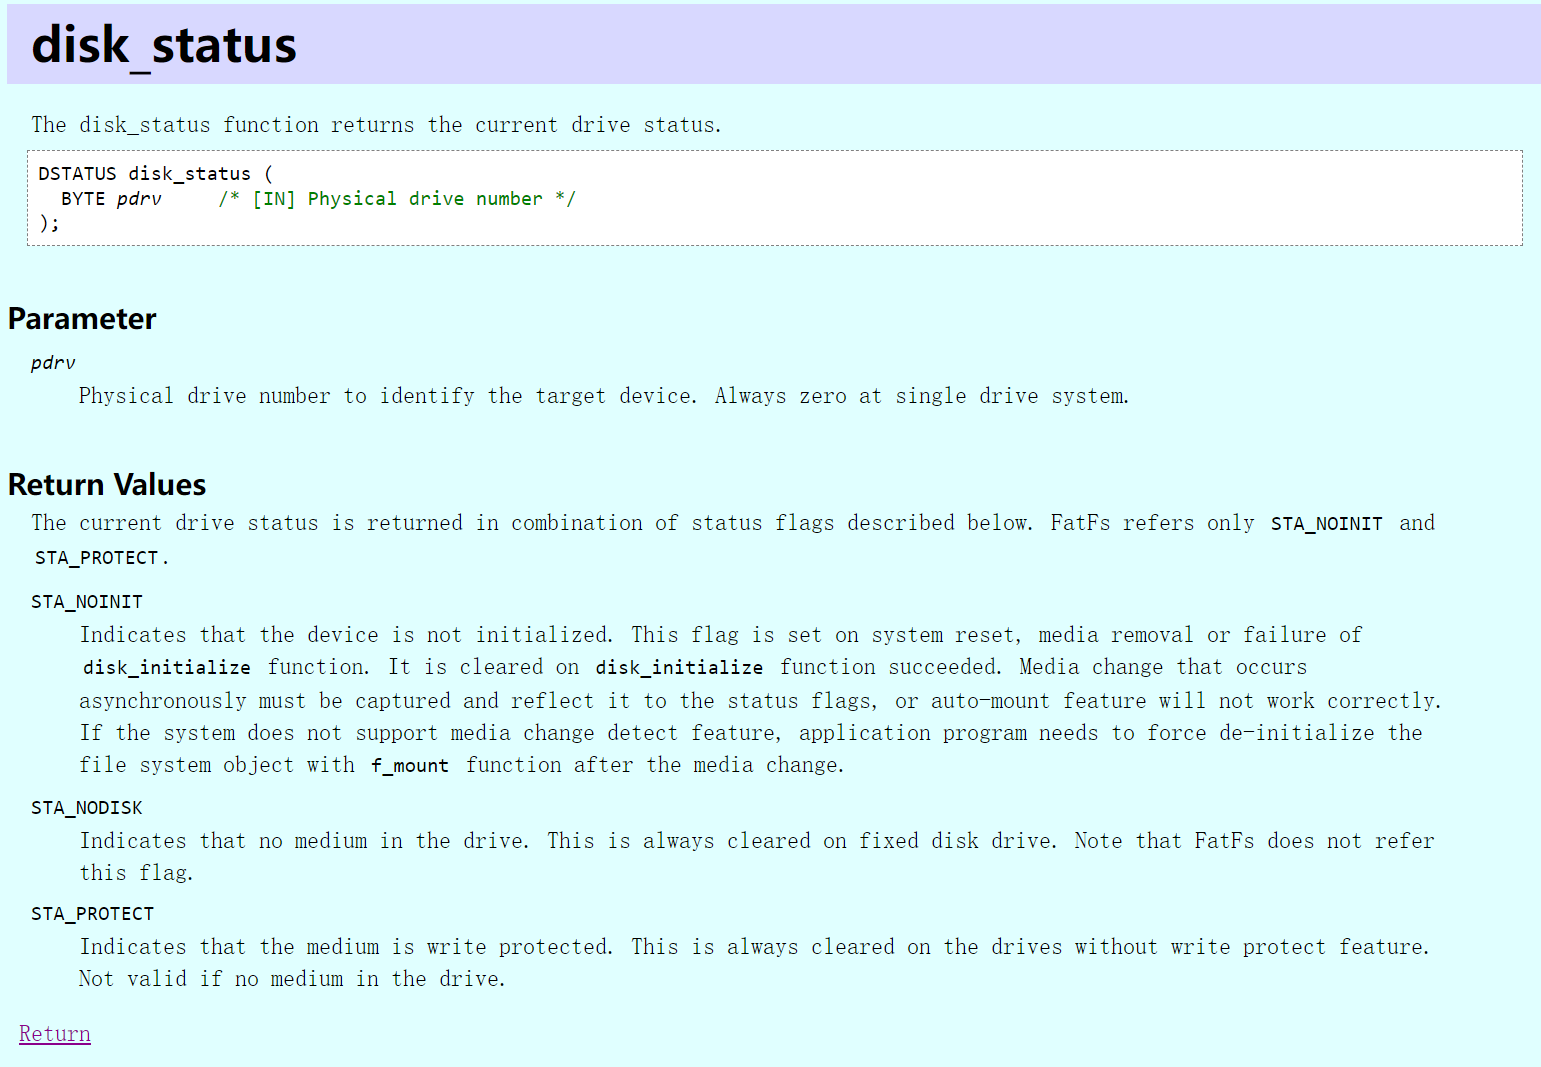 disk_status
The disk_status function returns the current drive status.
DSTATUS disk_status (
  BYTE pdrv     /* [IN] Physical drive number */
);
Parameter
pdrv
Physical drive number to identify the target device. Always zero at single drive system.
Return Values
The current drive status is returned in combination of status flags described below. FatFs refers only STA_NOINIT and
STA_PROTECT.
STA_NOINIT
Indicates that the device is not initialized. This flag is set on system reset, media removal or failure of
disk_initialize function. It is cleared on disk_initialize function succeeded. Media change that occurs
asynchronously must be captured and reflect it to the status flags, or auto-mount feature will not work correctly.
If the system does not support media change detect feature, application program needs to force de-initialize the
file system object with f_mount function after the media change.
STA_NODISK
Indicates that no medium in the drive. This is always cleared on fixed disk drive. Note that FatFs does not refer
this flag.
STA_PROTECT
Indicates that the medium is write protected. This is always cleared on the drives without write protect feature.
Not valid if no medium in the drive.
Return